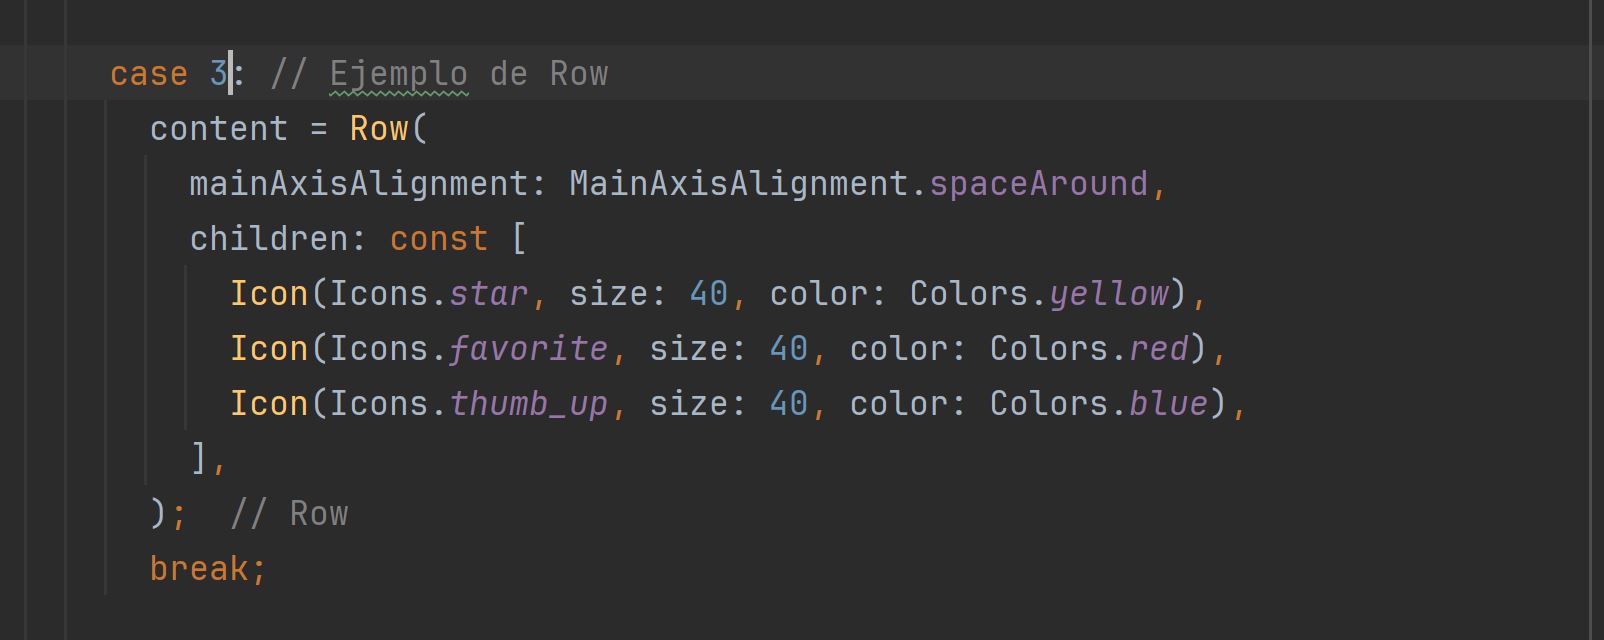 case 3: // Ejemplo de Row
content = Row(
mainAxisAlignment: MainAxisAlignment.spaceAround,
children: const [
Icon(Icons.star, size: 40, color: Colors.yellow),
Icon(Icons.favorite, size: 40, color: Colors.red),
Icon(Icons.thumb_up, size: 40, color: Colors.blue),
],
);  // Row
break;